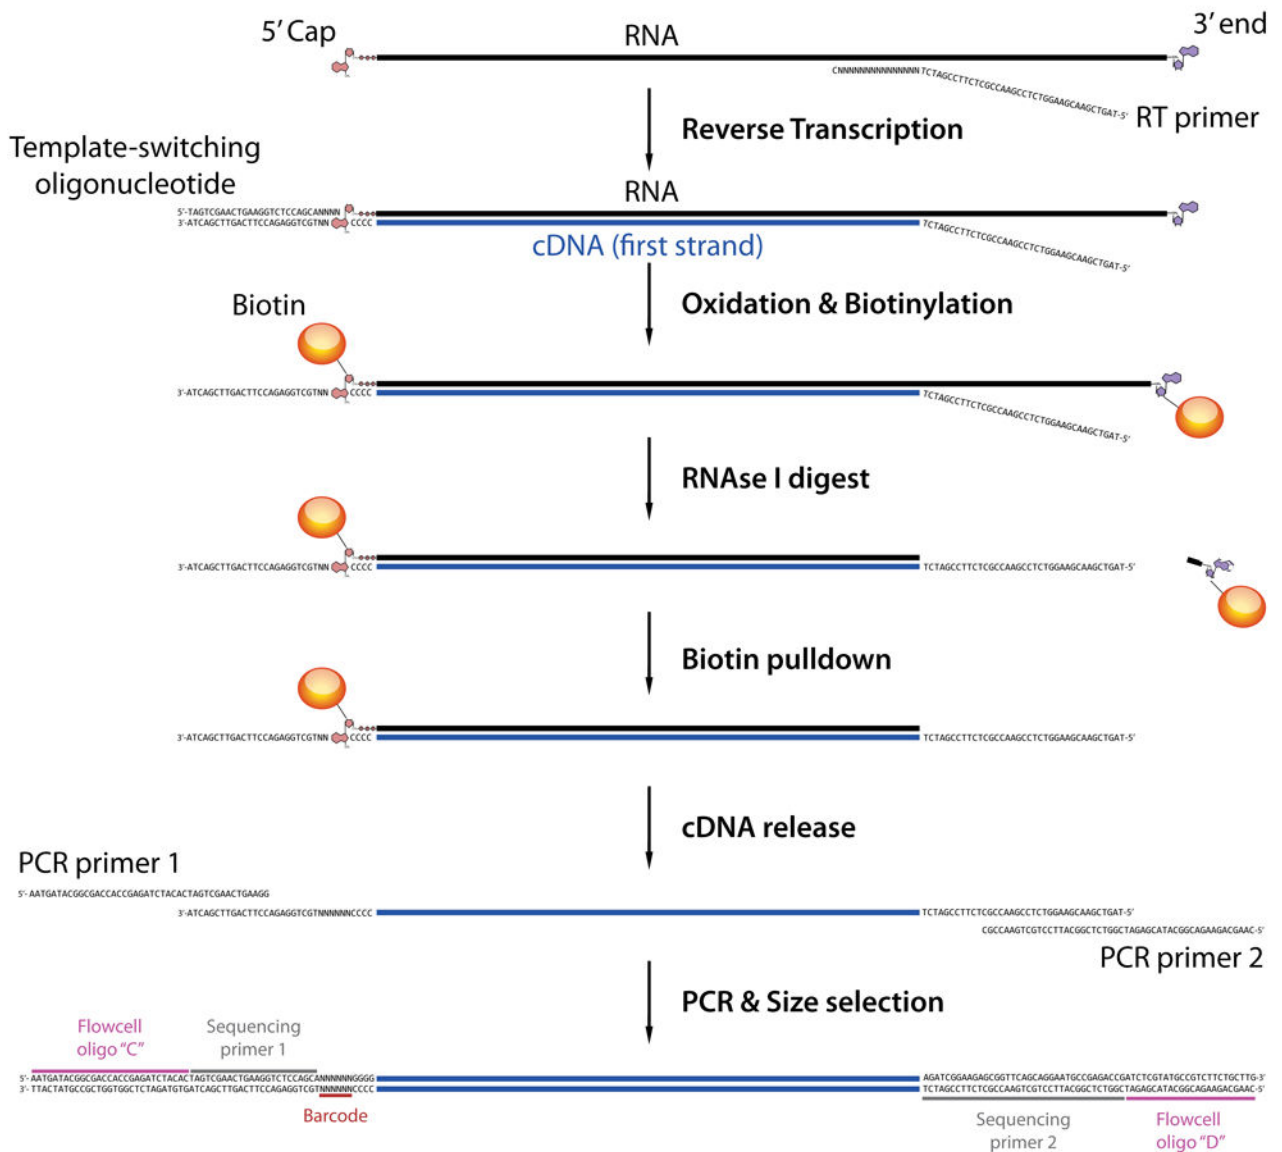 5' Cap
RNA
3' end
CNNNNNNNNNNNNNNNTCTAGCCTTCTCGCCAAGCCTCTGGAAGCAAGCTGAT-5'
RT primer
Reverse Transcription
Template-switching
oligonucleotide
RNA
5'-TAGTCGAACTGAAGGTCTCCAGCANNNN
3'-ATCAGCTTGACTTCCAGAGGTCGTNN CCCC
TCTAGCCTTCTCGCCAAGCCTCTGGAAGCAAGCTGAT-5'
cDNA (first strand)
Oxidation & Biotinylation
Biotin
3'-ATCAGCTTGACTTCCAGAGGTCGTNN CCCC
TCTAGCCTTCTCGCCAAGCCTCTGGAAGCAAGCTGAT-5'
RNAse I digest
3'-ATCAGCTTGACTTCCAGAGGTCGTNN CCCC
TCTAGCCTTCTCGCCAAGCCTCTGGAAGCAAGCTGAT-5'
Biotin pulldown
3'-ATCAGCTTGACTTCCAGAGGTCGTNN CCCC
TCTAGCCTTCTCGCCAAGCCTCTGGAAGCAAGCTGAT-5'
cDNA release
PCR primer 1
5'- AATGATACGGCGACCACCGAGATCTACACTAGTCGAACTGAAGG
3'-ATCAGCTTGACTTCCAGAGGTCGTNNNNNNCCCC
TCTAGCCTTCTCGCCAAGCCTCTGGAAGCAAGCTGAT-5'
CGCCAAGTCGTCCTTACGGCTCTGGCTAGAGCATACGGCAGAAGACGAAC-5'
PCR primer 2
PCR & Size selection
Flowcell
oligo "C"
Sequencing
primer 1
5'- AATGATACGGCGACCACCGAGATCTACACTAGTCGAACTGAAGGTCTCCAGCANNNNNNGGGG
AGATCGGAAGAGCGGTTCAGCAGGAATGCCGAGACCGATCTCGTATGCCGTCTTCTGCTTG-3'
3'- TTACTATGCCGCTGGTGGCTCTAGATGTGATCAGCTTGACTTCCAGAGGTCGTNNNNNNCCCC
TCTAGCCTTCTCGCCAAGTCGTCCTTACGGCTCTGGCTAGAGCATACGGCAGAAGACGAAC-5'
Barcode
Sequencing
primer 2
Flowcell
oligo "D"